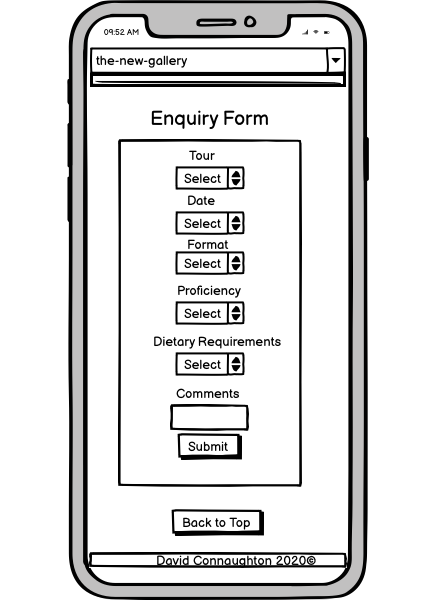 09:52 AM
the-new-gallery
Enquiry Form
Tour
Select
Date
Select
Format
Select
Proficiency
Select
Dietary Requirements
Select
Comments
Submit
Back to Top
David Connaughton 2020©